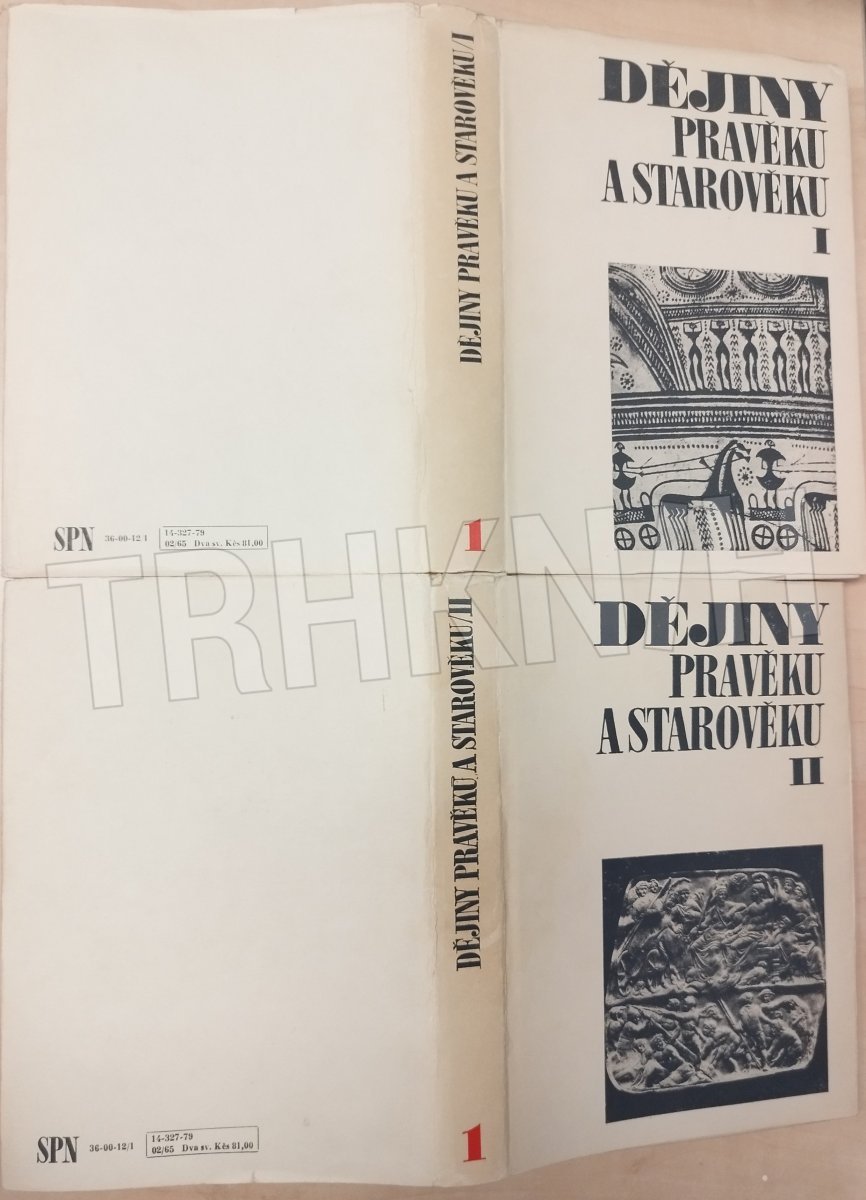 DĚJINY PRAVĚKU A STAROVĚKU/I
1
DĚJINY
PRAVĚKU
A STAROVĚKU
I
SPN 36-00-12/1
14-327-79
02/65 Dva sv. Kčs 81,00
TRHKNIH
DĚJINY PRAVĚKU A STAROVĚKU/II
1
DĚJINY
PRAVĚKU
A STAROVĚKU
II
SPN 36-00-12/1
14-327-79
02/65 Dva sv. Kčs 81,00